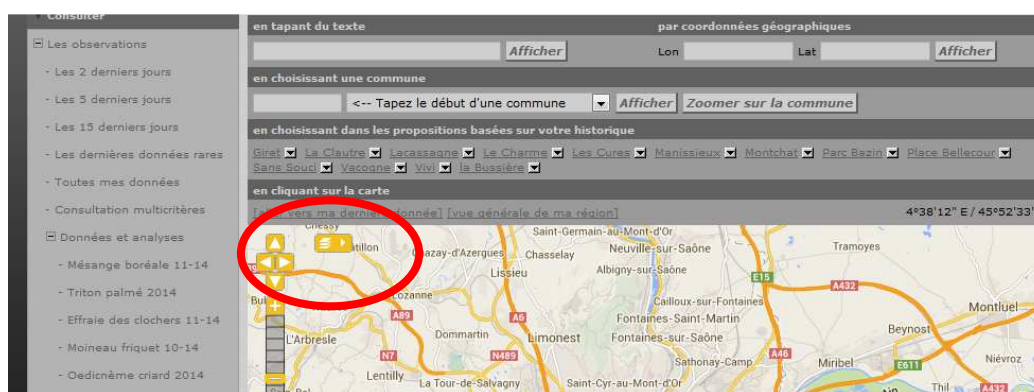 Consulter
Les observations
- Les 2 derniers jours
- Les 5 derniers jours
- Les 15 derniers jours
- Les dernières données rares
- Toutes mes données
- Consultation multicritères
Données et analyses
- Mésange boréale 11-14
- Triton palmé 2014
- Effraie des clochers 11-14
- Moineau friquet 10-14
- Oedicnème criard 2014
en tapant du texte
par coordonnées géographiques
Afficher
Lon
Lat
Afficher
en choisissant une commune
<-- Tapez le début d'une commune
Afficher
Zoomer sur la commune
en choisissant dans les propositions basées sur votre historique
Giret La Clautre Lacassagne Le Charme Les Cures Manissieux Montchat Parc Bazin Place Bellecour
Sans Souci Vacogne Vivi la Bussière
en cliquant sur la carte
vers ma dernière donnée] [vue générale de ma région]
4°38'12" E / 45°52'33"
Chessy
Saint-Germain-au-Mont-d'Or
Neuville-sur-Saône
Tramoyes
Chasselay
Lissieu
Albigny-sur-Saône
E15
A432
Cailloux-sur-Fontaines
Montluel
A89
A6
Fontaines-Saint-Martin
Beynost
L'Arbresle
Dommartin
Limonest
Fontaines-sur-Saône
N7
N489
Sathonay-Camp
A46
Miribel
E611
Niévroz
Lentilly
La Tour-de-Salvagny
Saint-Cyr-au-Mont-d'Or
Thil
A432